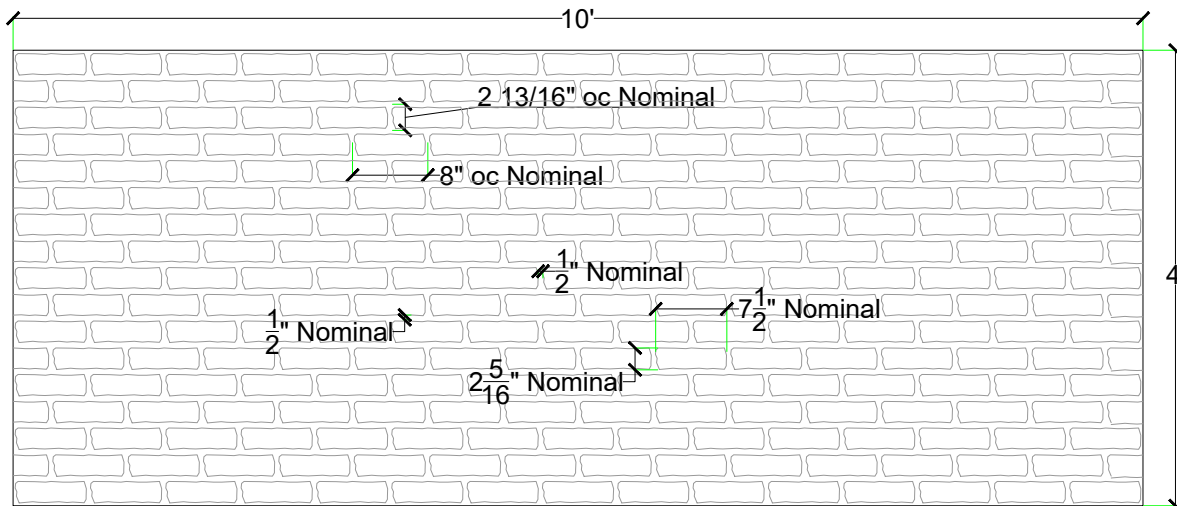 10'
2 13/16" oc Nominal
8" oc Nominal
4
1/2" Nominal
7 1/2" Nominal
1/2" Nominal
2 5/16" Nominal